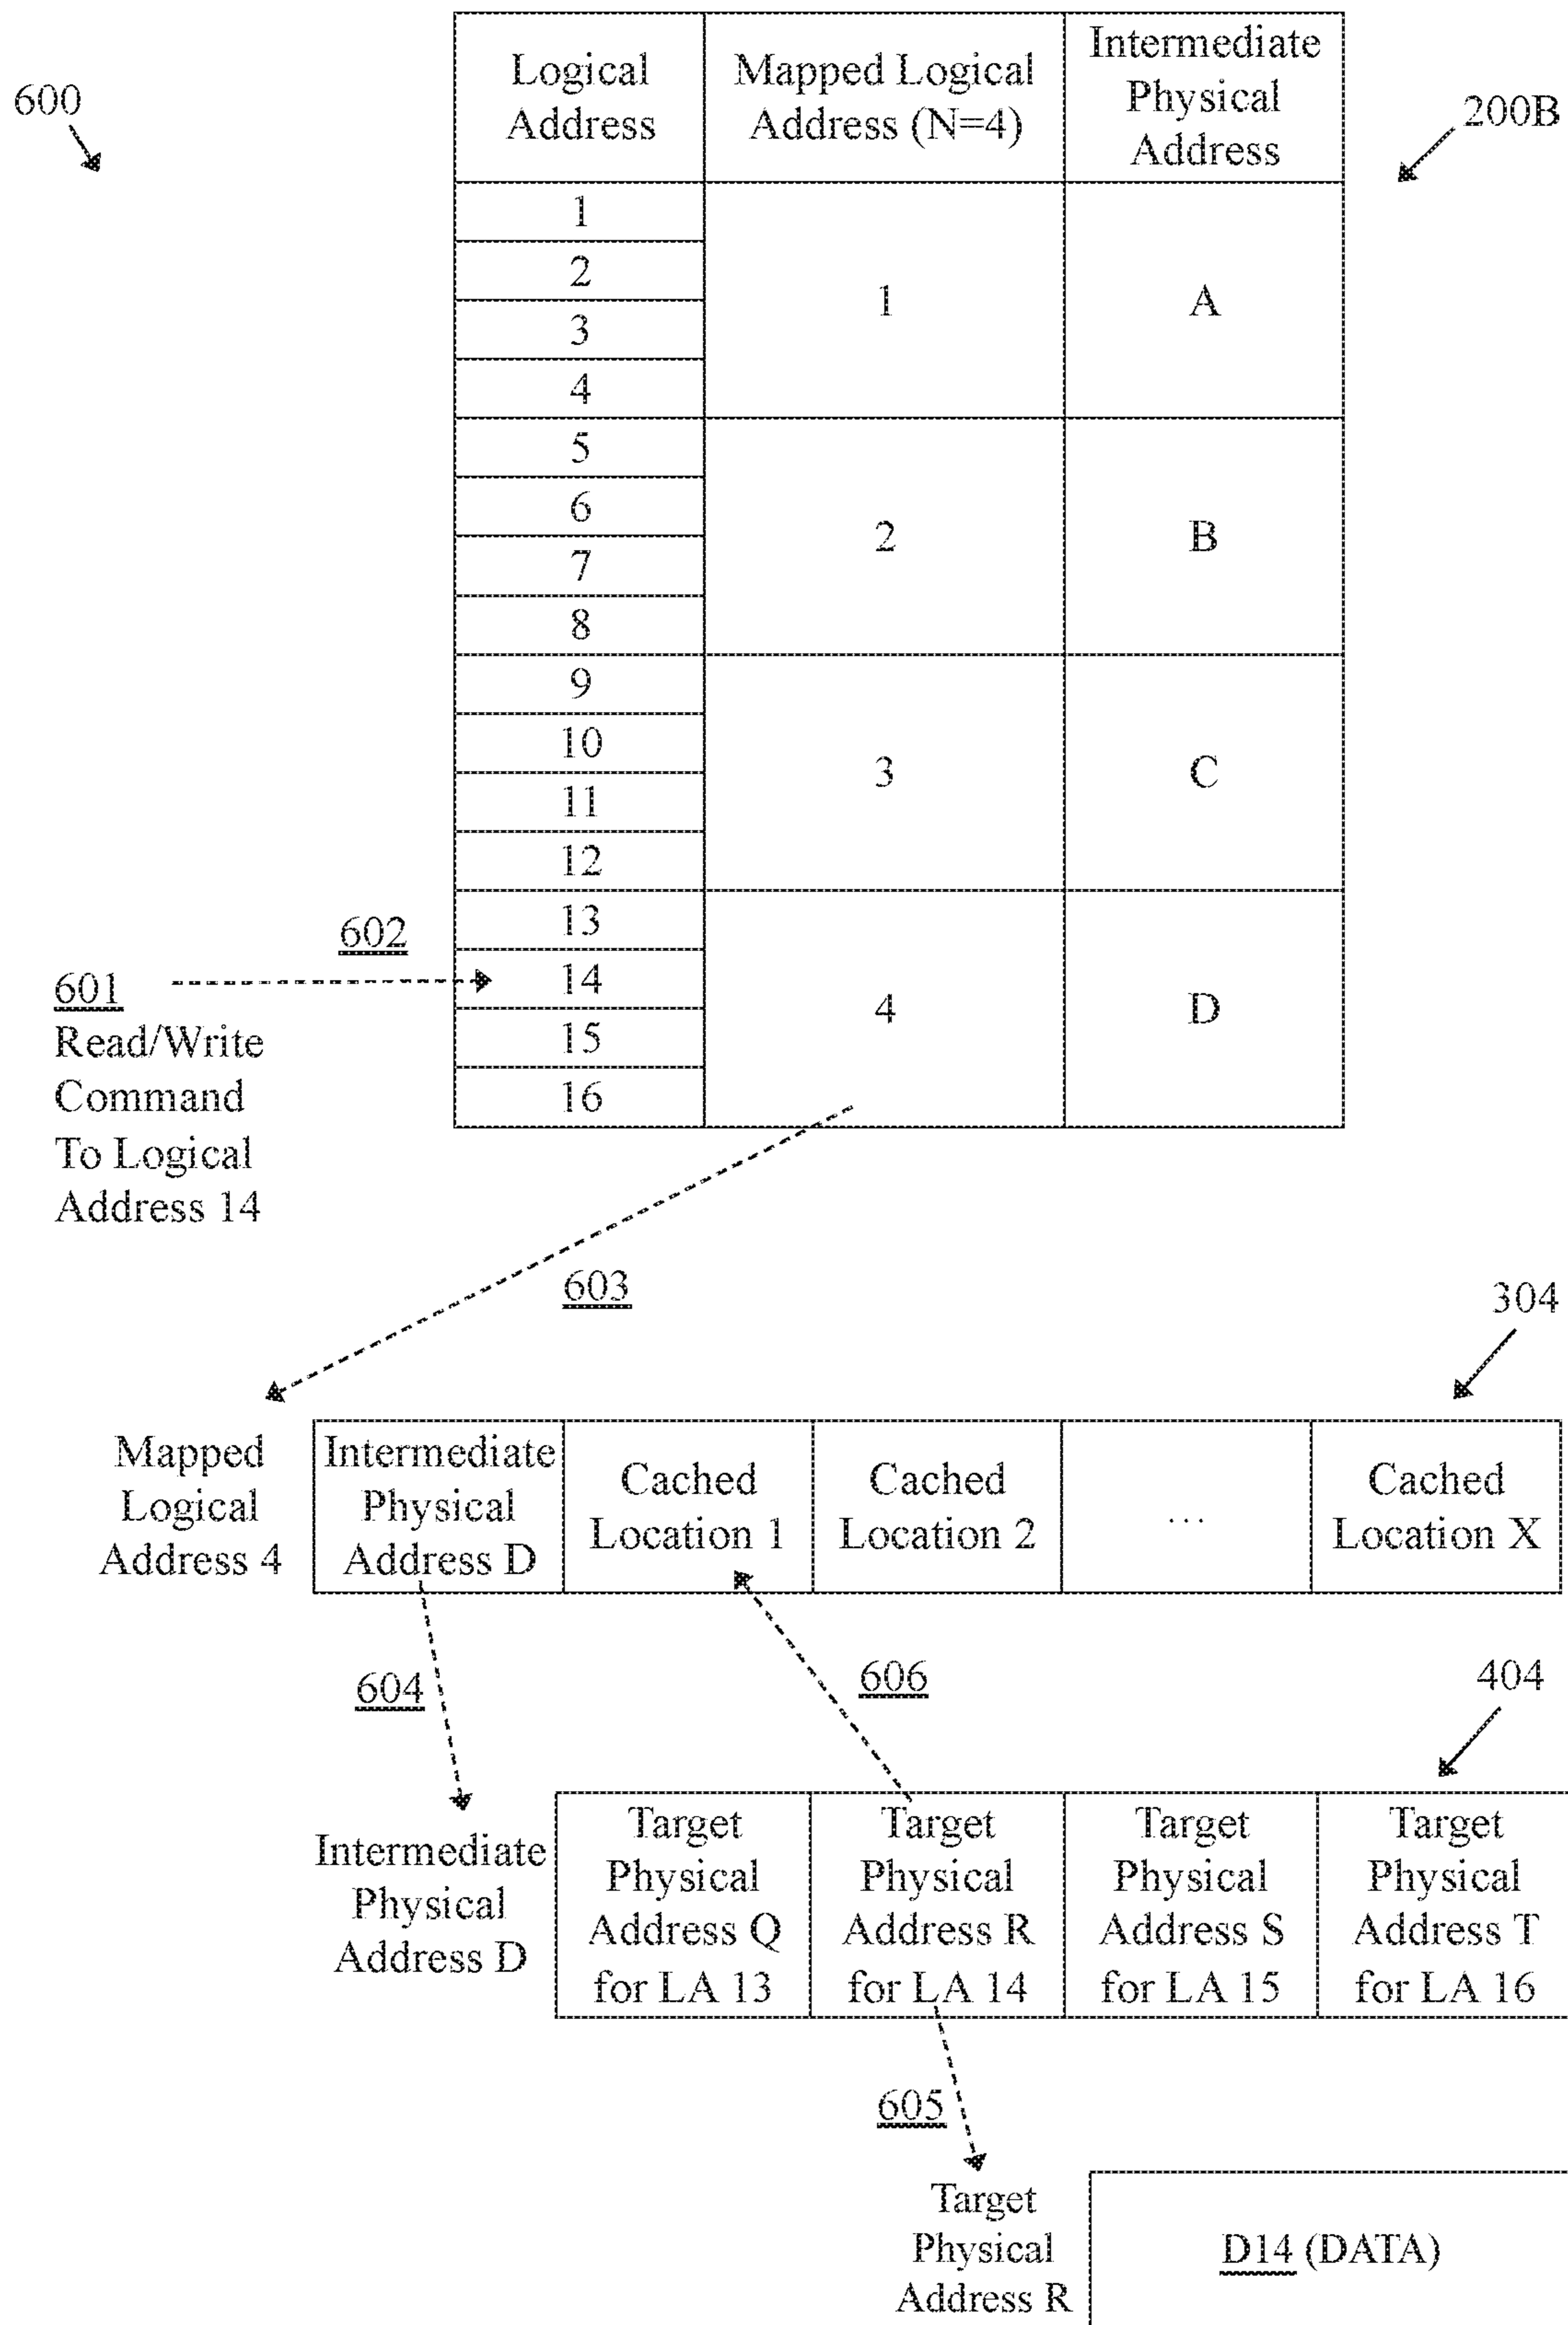 600
200B
Logical
Address
Mapped Logical
Address (N=4)
Intermediate
Physical
Address
1
2
3
4
1
A
5
6
7
8
2
B
9
10
11
12
3
C
13
14
15
16
4
D
602
601
Read/Write
Command
To Logical
Address 14
603
304
Mapped
Logical
Address 4
Intermediate
Physical
Address D
Cached
Location 1
Cached
Location 2
...
Cached
Location X
604
606
404
Intermediate
Physical
Address D
Target
Physical
Address Q
for LA 13
Target
Physical
Address R
for LA 14
Target
Physical
Address S
for LA 15
Target
Physical
Address T
for LA 16
605
Target
Physical
Address R
D14 (DATA)